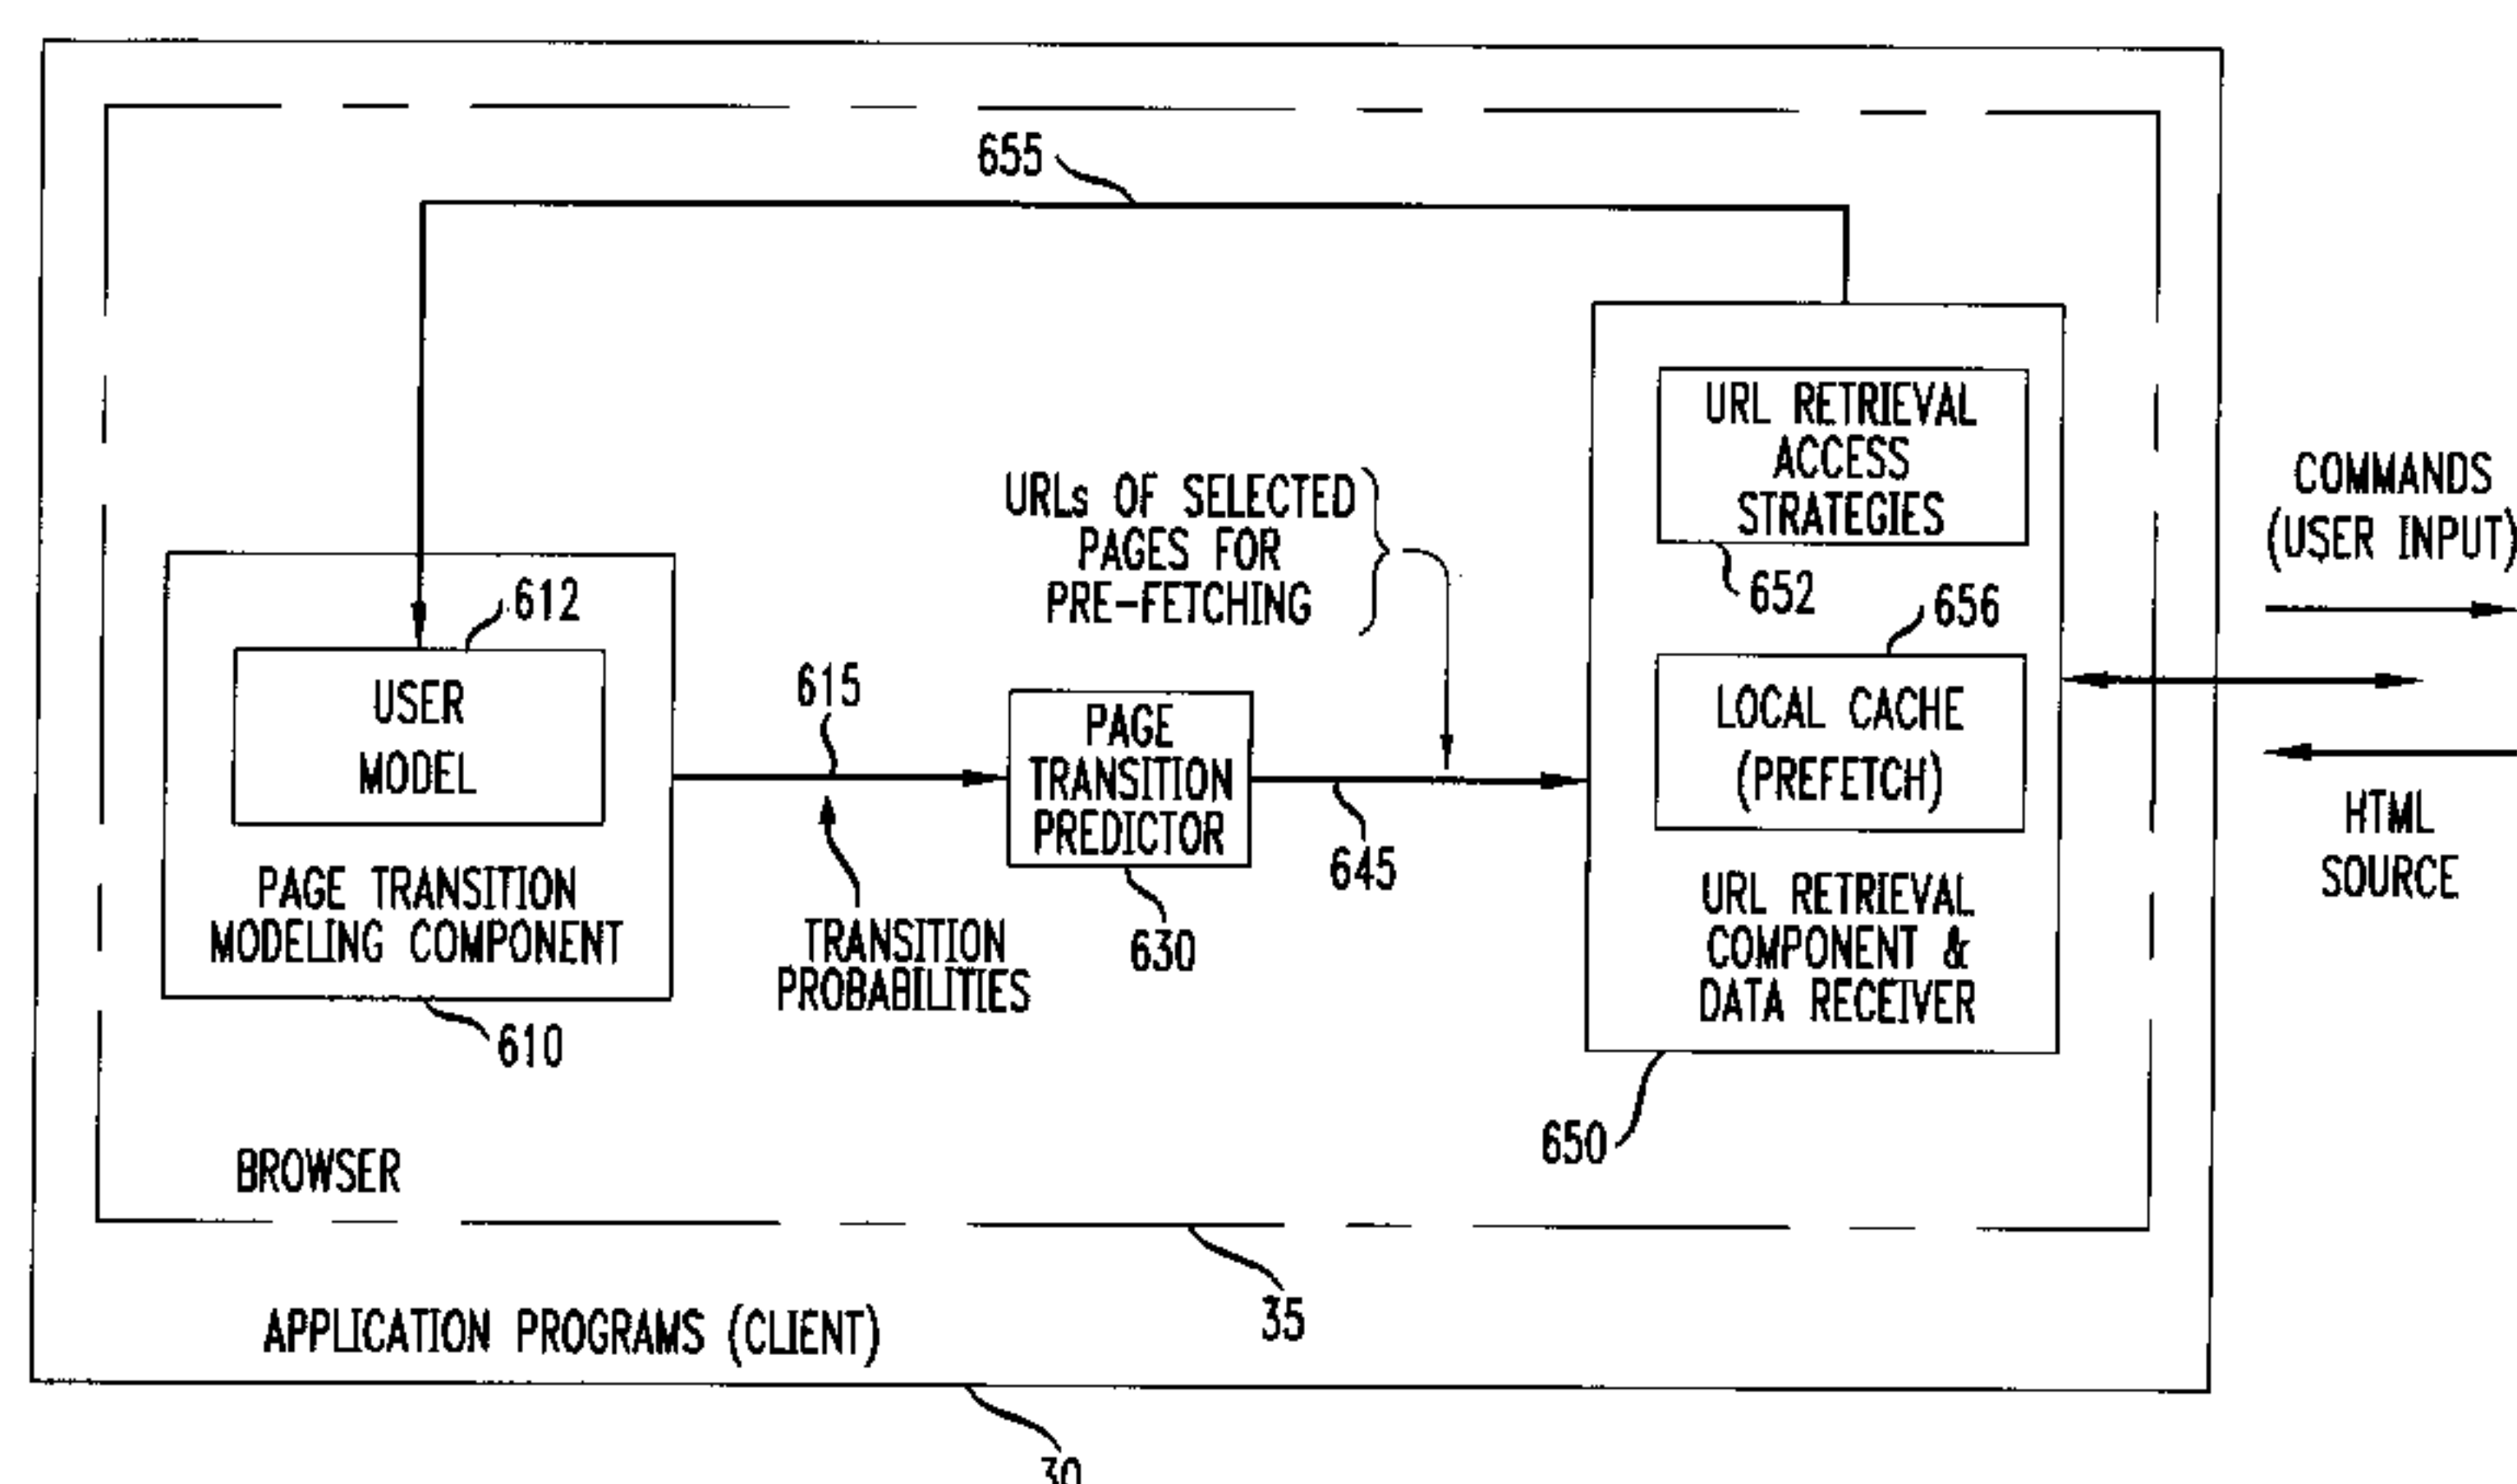 655
URL RETRIEVAL
ACCESS
STRATEGIES
652
COMMANDS
(USER INPUT)
URLs OF SELECTED
PAGES FOR
PRE-FETCHING
612
USER
MODEL
PAGE TRANSITION
MODELING COMPONENT
610
615
TRANSITION
PROBABILITIES
PAGE
TRANSITION
PREDICTOR
630
645
656
LOCAL CACHE
(PREFETCH)
URL RETRIEVAL
COMPONENT &
DATA RECEIVER
650
HTML
SOURCE
BROWSER
35
APPLICATION PROGRAMS (CLIENT)
30